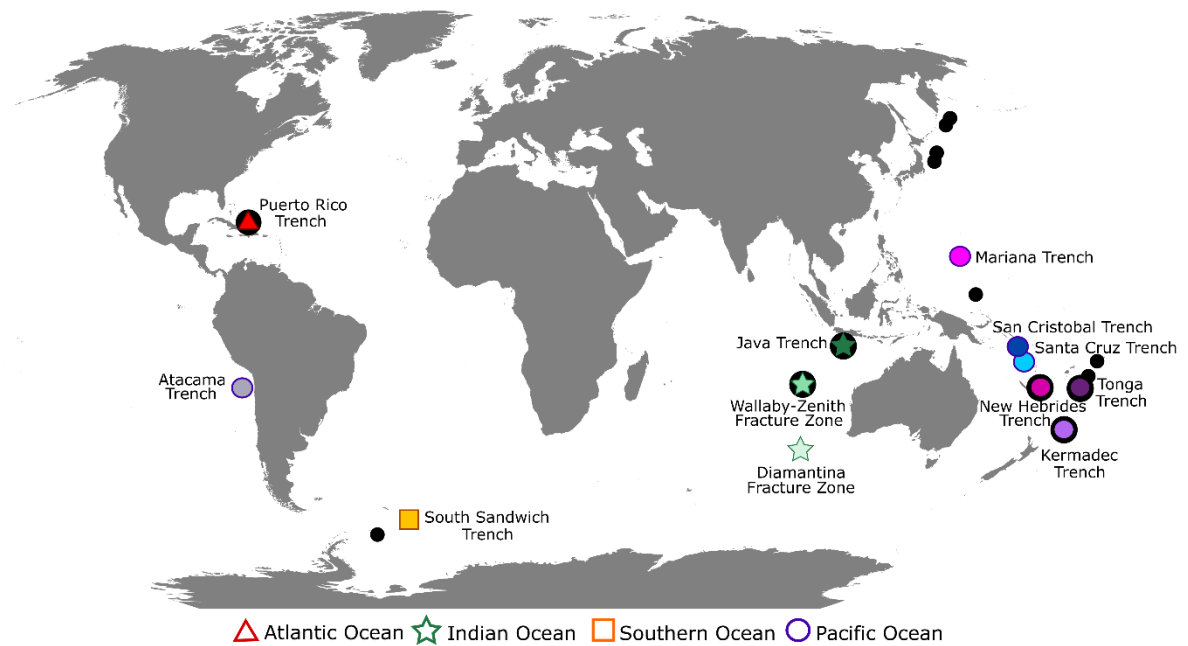 Puerto Rico
Trench
Mariana Trench
San Cristobal Trench
Java Trench
Santa Cruz Trench
Atacama
Trench
Tonga
Trench
Wallaby-Zenith
Fracture Zone
New Hebrides
Trench
Kermadec
Trench
Diamantina
Fracture Zone
South Sandwich
Trench
Atlantic Ocean
Indian Ocean
Southern Ocean
Pacific Ocean